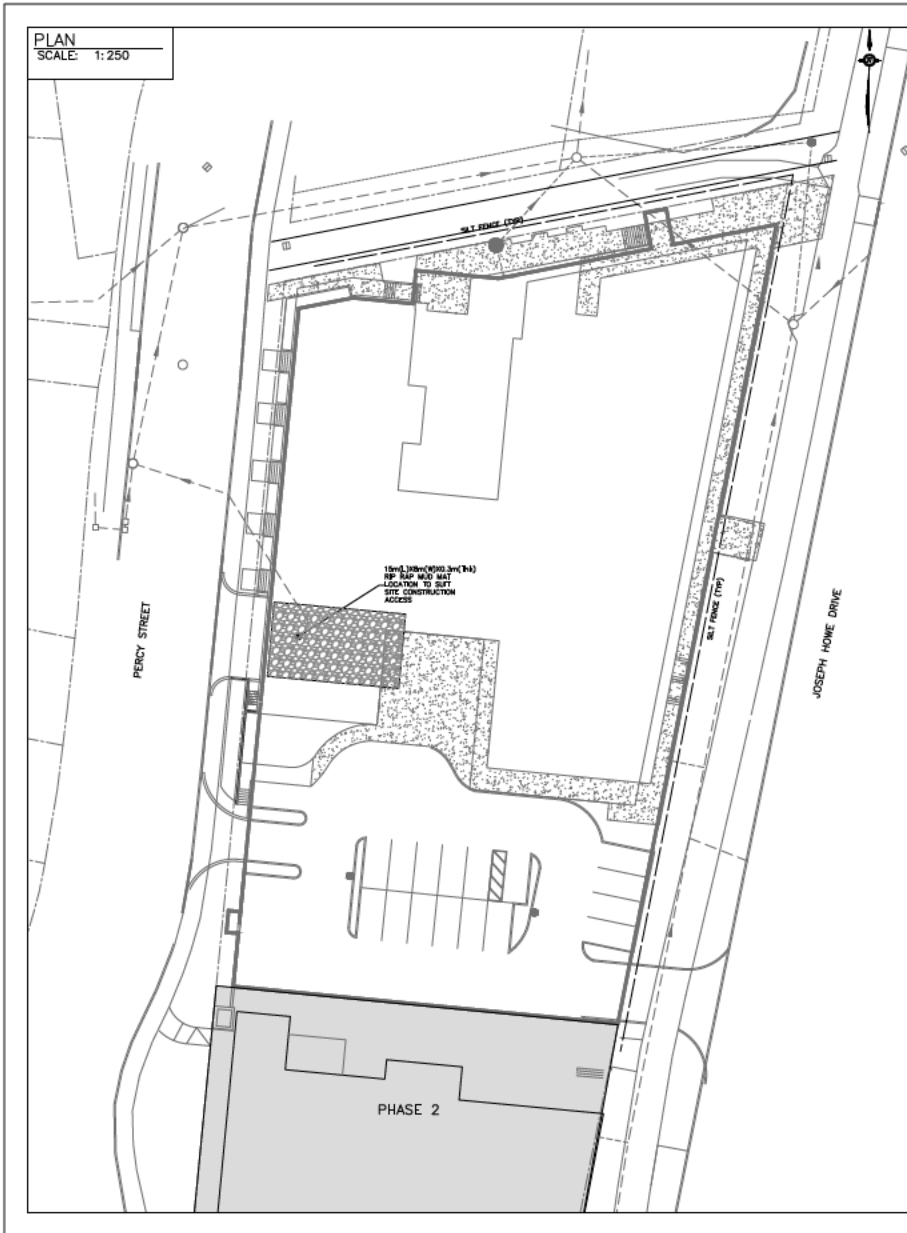 PLAN
SCALE: 1:250
SILT FENCE (TYP)
15m(L)X8m(W)X0.3m(Thk)
RIP RAP MUD MAT
LOCATION TO SUIT
SITE CONSTRUCTION
ACCESS
PERCY STREET
SILT FENCE (TYP)
JOSEPH HOWE DRIVE
PHASE 2